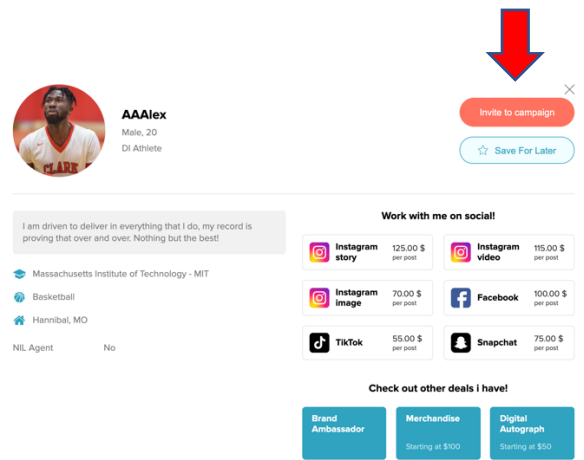 Invite to campaign
AAAlex
Male, 20
DI Athlete
Save For Later
CLARK
I am driven to deliver in everything that I do, my record is
proving that over and over. Nothing but the best!
Massachusetts Institute of Technology - MIT
Basketball
Hannibal, MO
NIL Agent No
Work with me on social!
Instagram story 125.00 $ per post
Instagram video 115.00 $ per post
Instagram image 70.00 $ per post
Facebook 100.00 $ per post
TikTok 55.00 $ per post
Snapchat 75.00 $ per post
Check out other deals i have!
Brand
Ambassador
Merchandise
Starting at $100
Digital
Autograph
Starting at $50